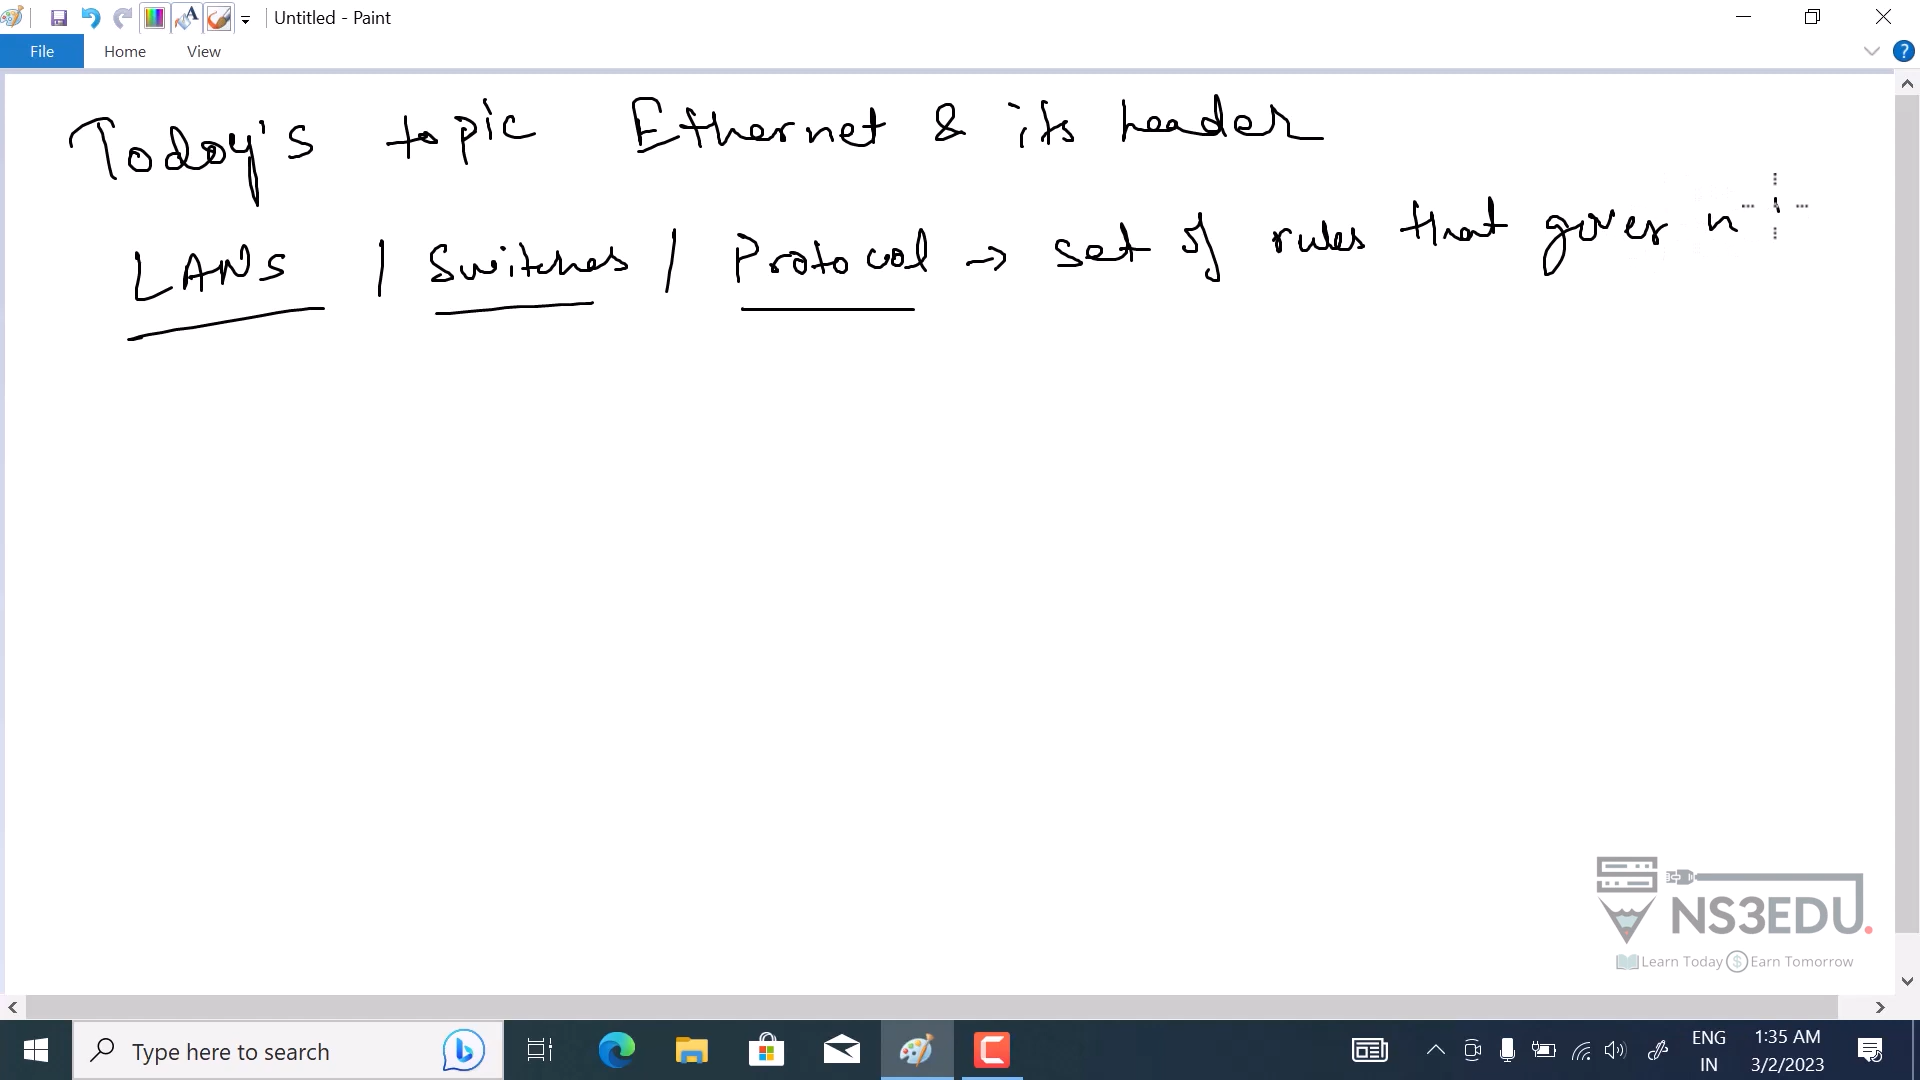 Untitled - Paint
File Home View
Today's topic Ethernet & its header
LANs / Switches / Protocol → set of rules that gover n
NS3EDU.
Learn Today $ Earn Tomorrow
Type here to search
ENG 1:35 AM
IN 3/2/2023